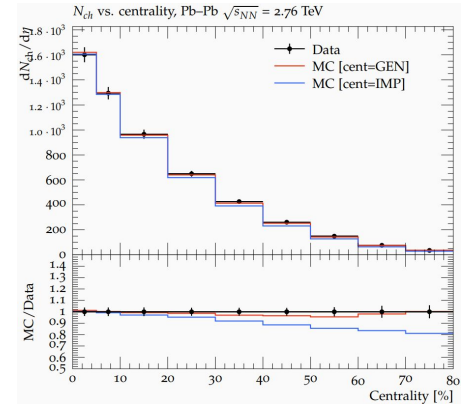 N_ch vs. centrality, Pb–Pb √s_NN = 2.76 TeV
dN_ch/dη
1.8 · 10³
1.6 · 10³
1.4 · 10³
1.2 · 10³
1.0 · 10³
800
600
400
200
0
Data
MC [cent=GEN]
MC [cent=IMP]
MC/Data
1.4
1.3
1.2
1.1
1
0.9
0.8
0.7
0.6
0.5
0 10 20 30 40 50 60 70 80
Centrality [%]